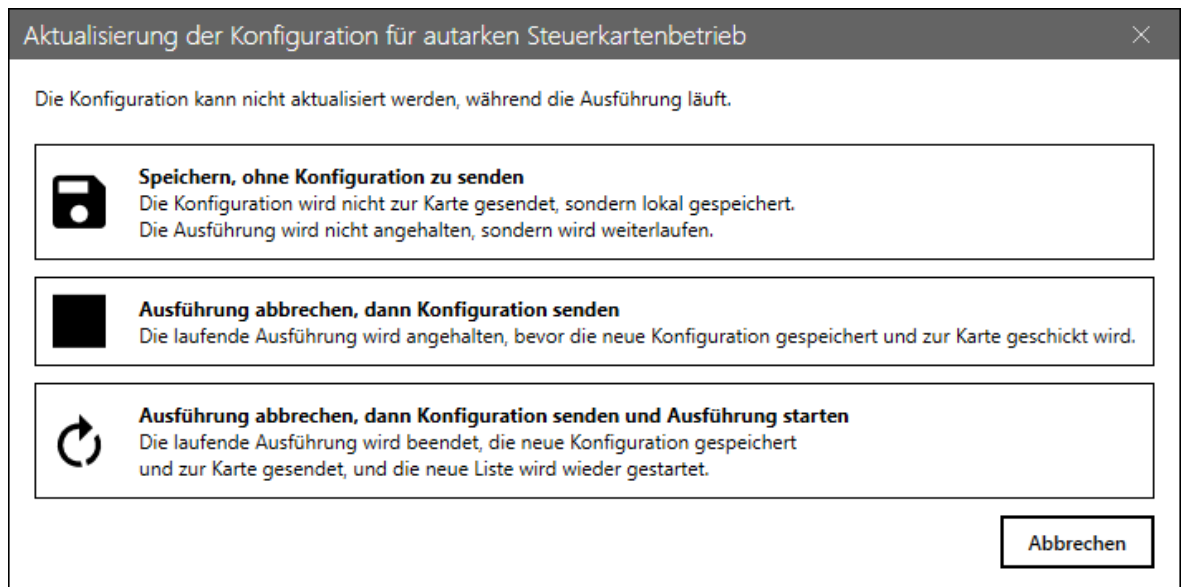 Aktualisierung der Konfiguration für autarken Steuerkartenbetrieb
Die Konfiguration kann nicht aktualisiert werden, während die Ausführung läuft.
Speichern, ohne Konfiguration zu senden
Die Konfiguration wird nicht zur Karte gesendet, sondern lokal gespeichert.
Die Ausführung wird nicht angehalten, sondern wird weiterlaufen.
Ausführung abbrechen, dann Konfiguration senden
Die laufende Ausführung wird angehalten, bevor die neue Konfiguration gespeichert und zur Karte geschickt wird.
Ausführung abbrechen, dann Konfiguration senden und Ausführung starten
Die laufende Ausführung wird beendet, die neue Konfiguration gespeichert
und zur Karte gesendet, und die neue Liste wird wieder gestartet.
Abbrechen